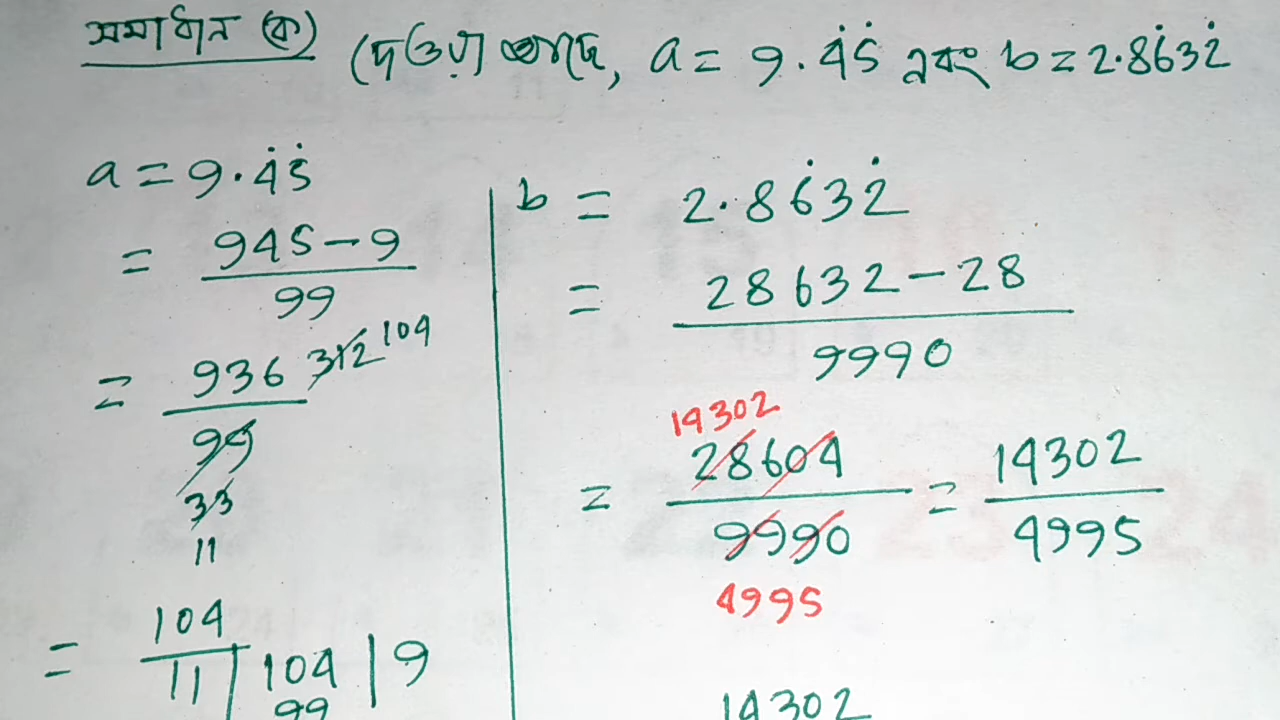 সমাধান (ক) দেওয়া আছে, a = 9.4̇5̇ এবং b = 2.86̇32̇
a = 9.4̇5̇
= 945 - 9
99
= 936 312 104
99
33
11
= 104
11 104 | 9
99
b = 2.86̇32̇
= 28632 - 28
9990
14302
= 28604 = 14302
9990 4995
4995
14302